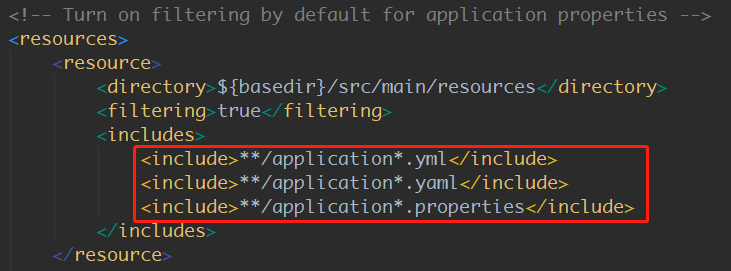 <!-- Turn on filtering by default for application properties -->
<resources>
<resource>
<directory>${basedir}/src/main/resources</directory>
<filtering>true</filtering>
<includes>
<include>**/application*.yml</include>
<include>**/application*.yaml</include>
<include>**/application*.properties</include>
</includes>
</resource>